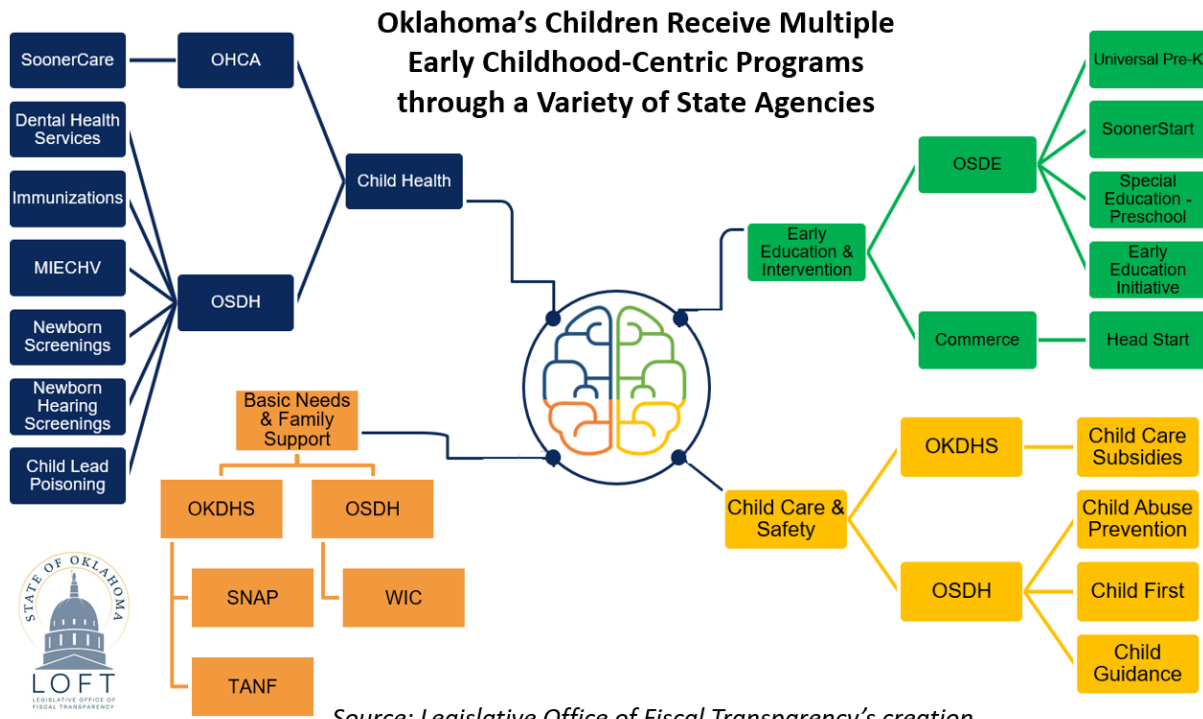 Oklahoma's Children Receive Multiple
Early Childhood-Centric Programs
through a Variety of State Agencies
SoonerCare
OHCA
Dental Health
Services
Immunizations
MIECHV
Newborn
Screenings
Newborn
Hearing
Screenings
Child Lead
Poisoning
OSDH
Child Health
Universal Pre-K
SoonerStart
Special
Education -
Preschool
Early
Education
Initiative
OSDE
Early
Education &
Intervention
Commerce
Head Start
Basic Needs
& Family
Support
OKDHS
OSDH
SNAP
WIC
TANF
Child Care &
Safety
OKDHS
Child Care
Subsidies
OSDH
Child Abuse
Prevention
Child First
Child
Guidance
STATE OF OKLAHOMA
LOFT
LEGISLATIVE OFFICE OF
FISCAL TRANSPARENCY
Source: Legislative Office of Fiscal Transparency's creation